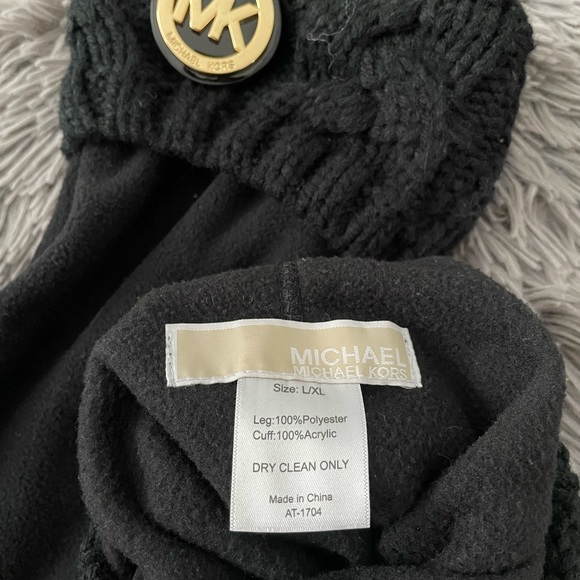 MK
MICHAEL KORS
MICHAEL
MICHAEL KORS
Size: L/XL
Leg:100%Polyester
Cuff:100%Acrylic
DRY CLEAN ONLY
Made in China
AT-1704